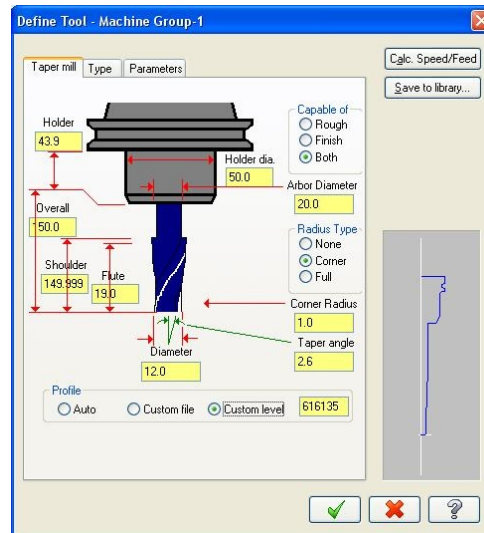 Define Tool - Machine Group-1
Taper mill Type Parameters
Calc. Speed/Feed
Save to library...
Holder
43.9
Capable of
Rough
Finish
Both
Holder dia.
50.0
Arbor Diameter
20.0
Overall
150.0
Radius Type
None
Corner
Full
Shoulder
149.999
Flute
19.0
Corner Radius
1.0
Taper angle
2.6
Diameter
12.0
Profile
Auto Custom file Custom level 616135